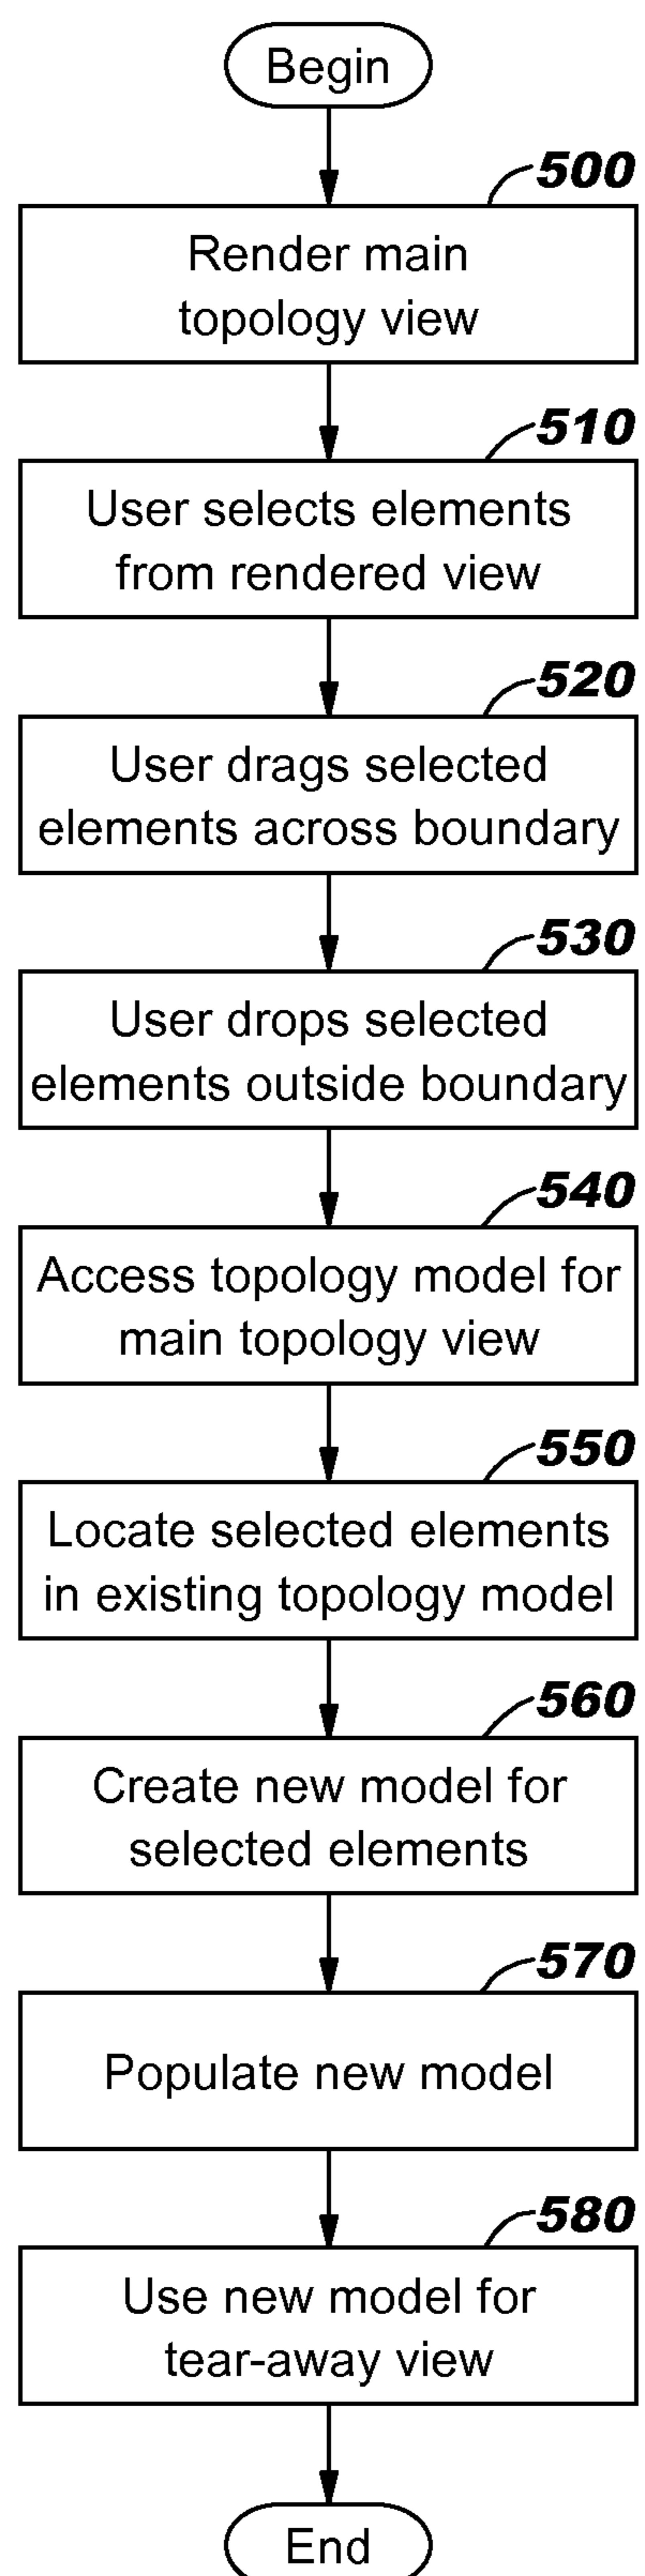 Begin
500
Render main
topology view
510
User selects elements
from rendered view
520
User drags selected
elements across boundary
530
User drops selected
elements outside boundary
540
Access topology model for
main topology view
550
Locate selected elements
in existing topology model
560
Create new model for
selected elements
570
Populate new model
580
Use new model for
tear-away view
End